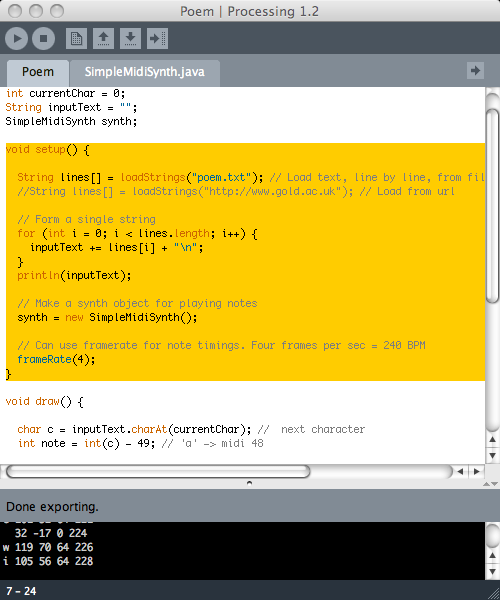 Poem | Processing 1.2
Poem SimpleMidiSynth.java
int currentChar = 0;
String inputText = "";
SimpleMidiSynth synth;
void setup() {
String lines[] = loadStrings("poem.txt"); // Load text, line by line, from fil
//String lines[] = loadStrings("http://www.gold.ac.uk"); // Load from url
// Form a single string
for (int i = 0; i < lines.length; i++) {
inputText += lines[i] + "\n";
}
println(inputText);
// Make a synth object for playing notes
synth = new SimpleMidiSynth();
// Can use framerate for note timings. Four frames per sec = 240 BPM
frameRate(4);
}
void draw() {
char c = inputText.charAt(currentChar); // next character
int note = int(c) - 49; // 'a' -> midi 48
Done exporting.
32 -17 0 224
w 119 70 64 226
i 105 56 64 228
7 - 24